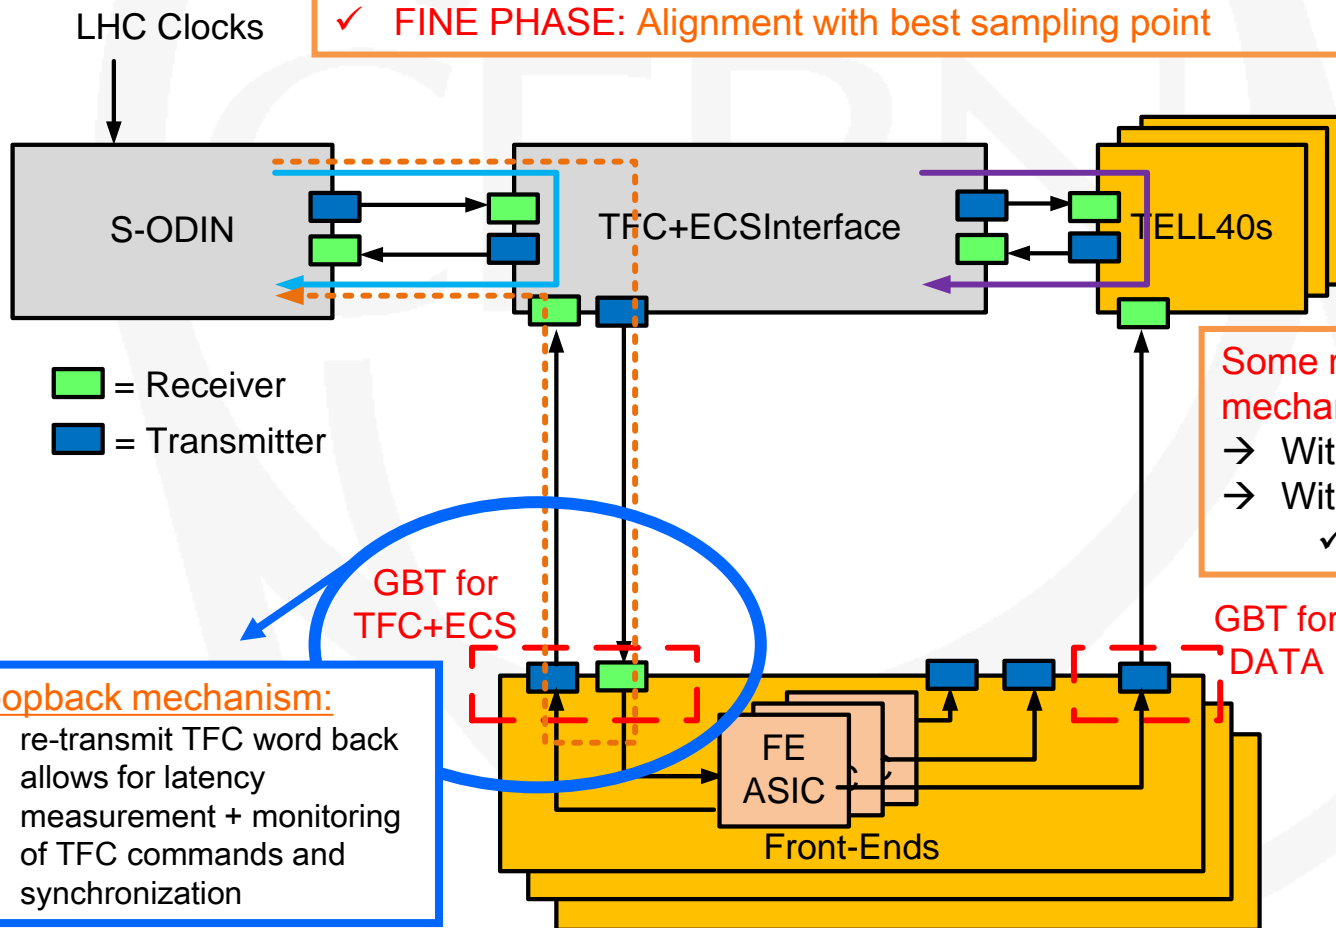 LHC Clocks
✓ FINE PHASE: Alignment with best sampling point
S-ODIN
TFC+ECSInterface
TELL40s
= Receiver
= Transmitter
Some
→ Wit
→ Wit
✓
GBT for
TFC+ECS
GBT for
DATA
mechanism:
re-transmit TFC word back
allows for latency
measurement + monitoring
of TFC commands and
synchronization
FE
ASIC
Front-Ends